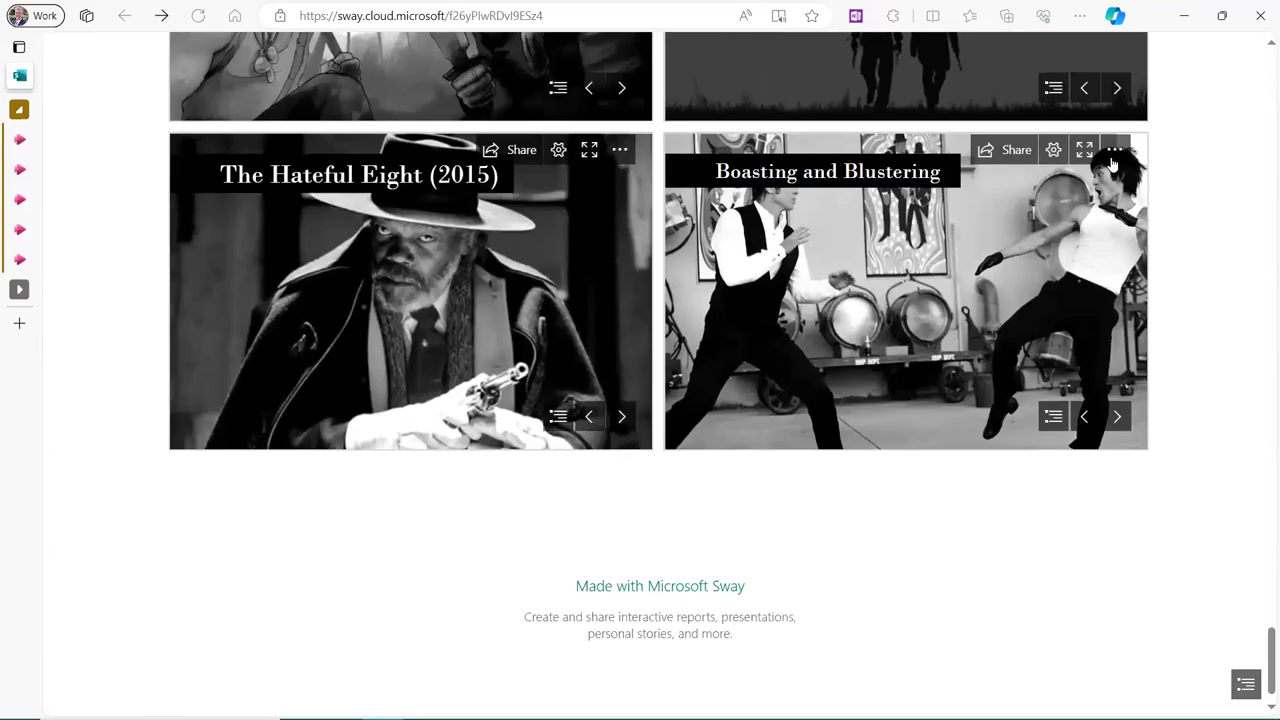 Work
https://sway.cloud.microsoft/f26yPIwRDvI9ESz4
Share
The Hateful Eight (2015)
Share
Boasting and Blustering
Made with Microsoft Sway
Create and share interactive reports, presentations,
personal stories, and more.